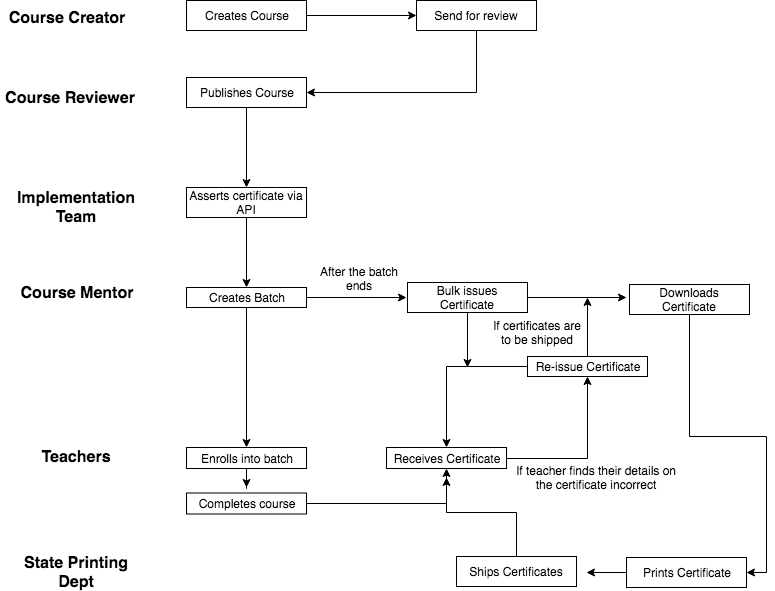 Course Creator
Creates Course
Send for review
Course Reviewer
Publishes Course
Implementation
Team
Asserts certificate via
API
Course Mentor
Creates Batch
After the batch
ends
Bulk issues
Certificate
Downloads
Certificate
If certificates are
to be shipped
Re-issue Certificate
Teachers
Enrolls into batch
Receives Certificate
If teacher finds their details on
the certificate incorrect
Completes course
State Printing
Dept
Ships Certificates
Prints Certificate